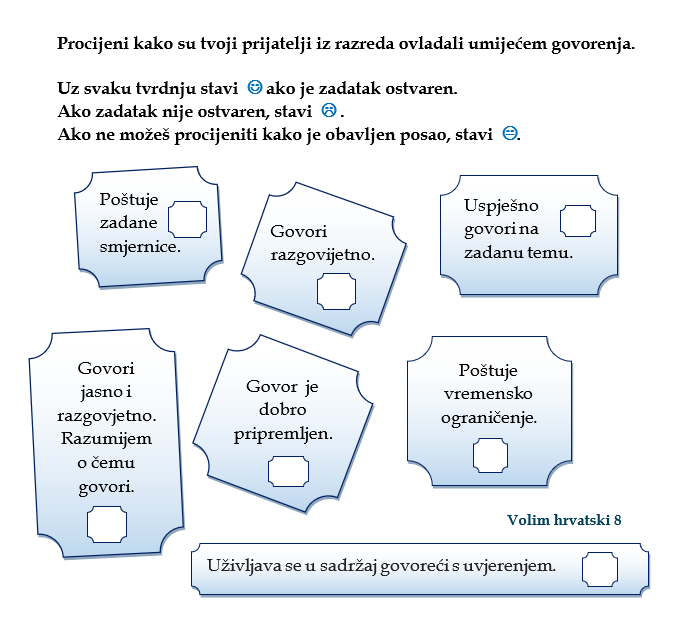 Procijeni kako su tvoji prijatelji iz razreda ovladali umijećem govorenja.
Uz svaku tvrdnju stavi ☺ ako je zadatak ostvaren.
Ako zadatak nije ostvaren, stavi ☹ .
Ako ne možeš procijeniti kako je obavljen posao, stavi 😑.
Poštuje
zadane
smjernice.
Govori
razgovijetno.
Uspješno
govori na
zadanu temu.
Govori
jasno i
razgovjetno.
Razumijem
o čemu
govori.
Govor je
dobro
pripremljen.
Poštuje
vremensko
ograničenje.
Volim hrvatski 8
Uživljava se u sadržaj govoreći s uvjerenjem.